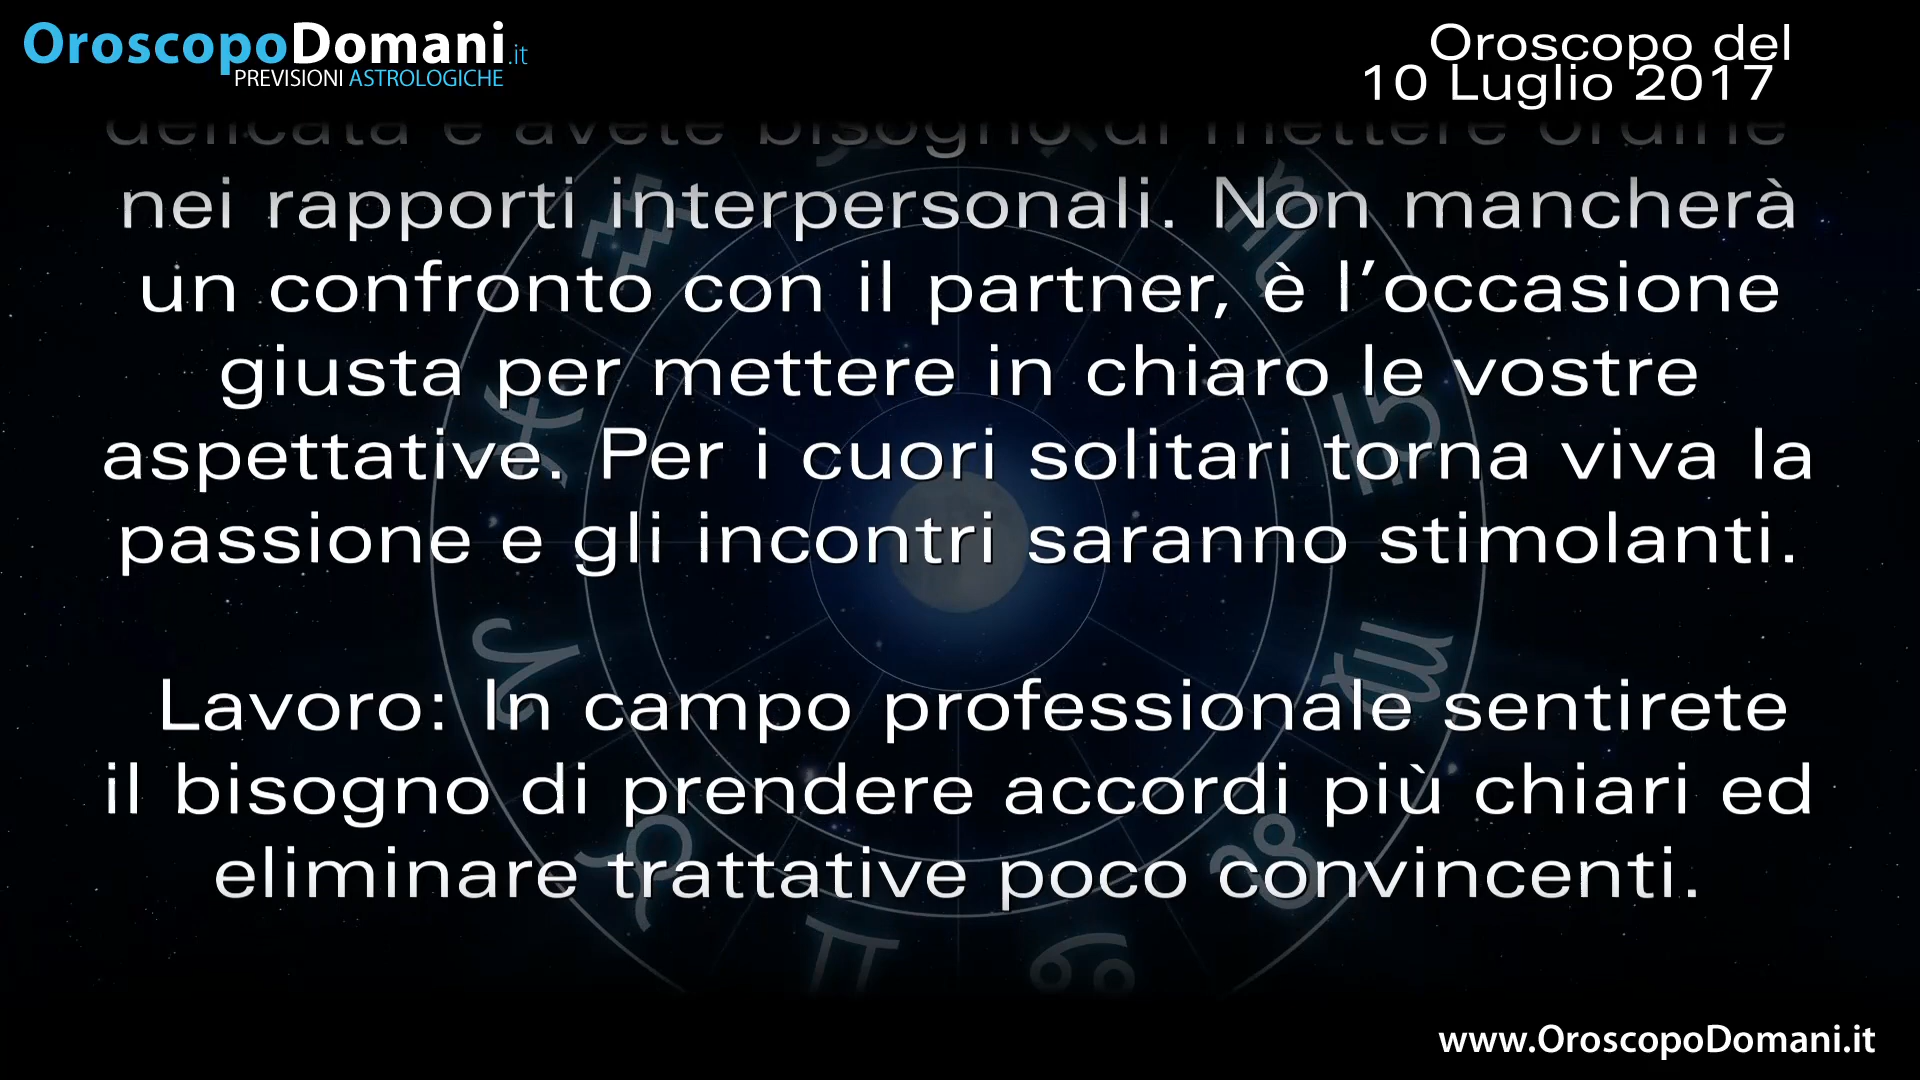 OroscopoDomani.it
PREVISIONI ASTROLOGICHE
Oroscopo del
10 Luglio 2017
delicata e avete bisogno di mettere ordine
nei rapporti interpersonali. Non mancherà
un confronto con il partner, è l’occasione
giusta per mettere in chiaro le vostre
aspettative. Per i cuori solitari torna viva la
passione e gli incontri saranno stimolanti.
Lavoro: In campo professionale sentirete
il bisogno di prendere accordi più chiari ed
eliminare trattative poco convincenti.
www.OroscopoDomani.it